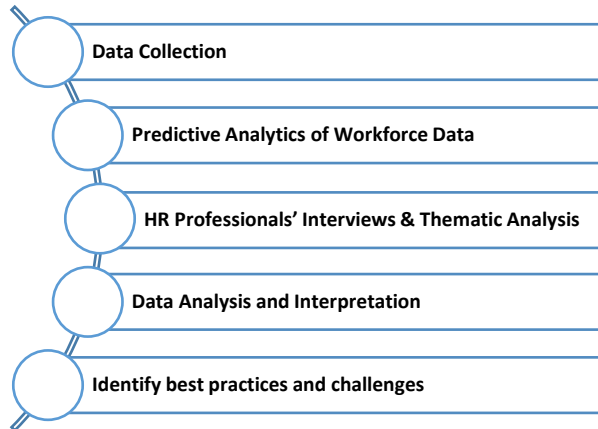 Data Collection
Predictive Analytics of Workforce Data
HR Professionals’ Interviews & Thematic Analysis
Data Analysis and Interpretation
Identify best practices and challenges